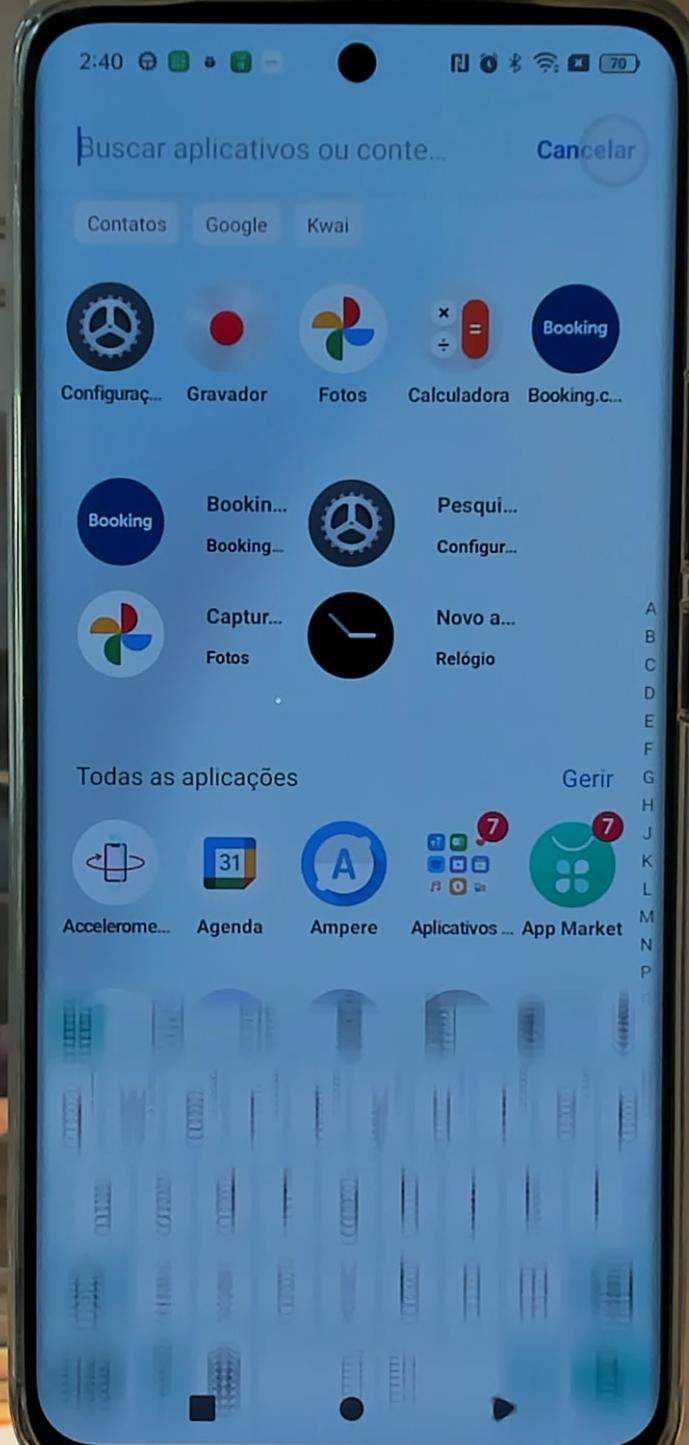 2:40 70
Buscar aplicativos ou conte... Cancelar
Contatos Google Kwai
Booking
Configuraç... Gravador Fotos Calculadora Booking.c...
Booking Bookin... Pesqui...
Booking... Configur...
Captur... Novo a...
Fotos Relógio
A
B
C
D
E
F
Todas as aplicações Gerir G
H
7 7
J
31 A K
L
Accelerome... Agenda Ampere Aplicativos ... App Market M
N
P